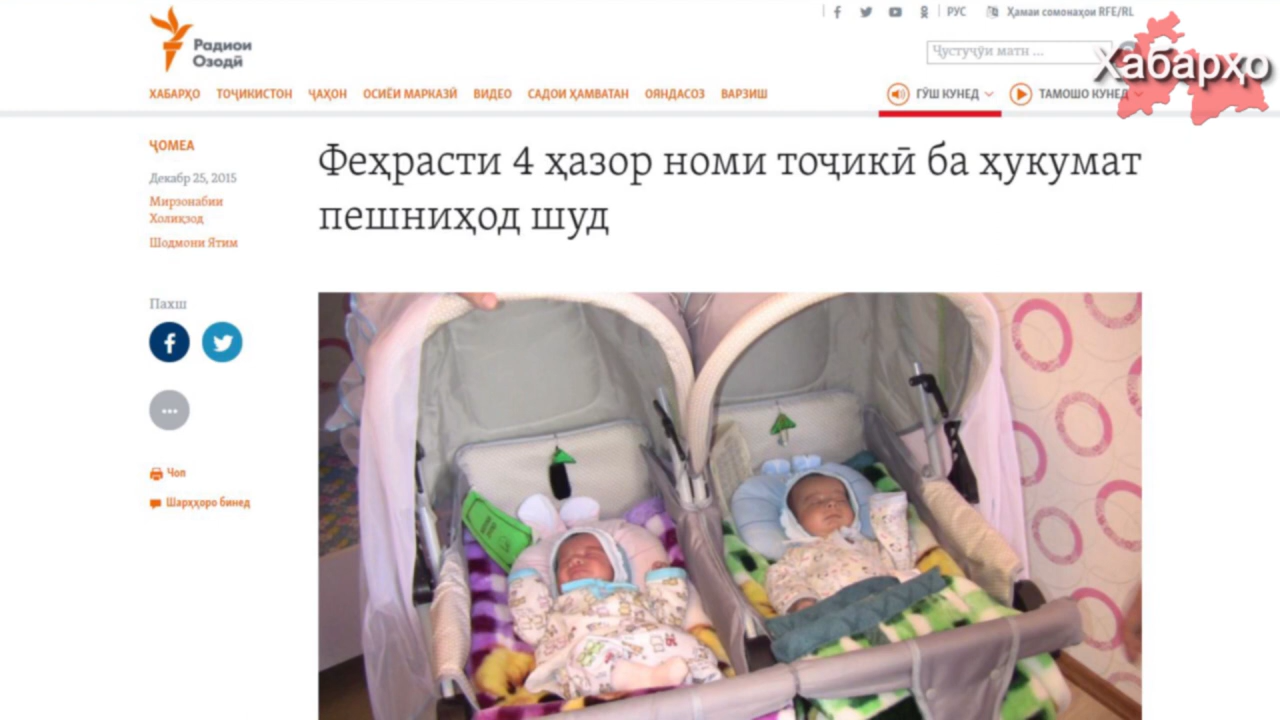 РУС
Ҳамаи сомонаҳои RFE/RL
Радиои
Озодӣ
Ҷустуҷӯи матн ...
Хабарҳо
ХАБАРҲО ТОҶИКИСТОН ҶАҲОН ОСИЁИ МАРКАЗӢ ВИДЕО САДОИ ҲАМВАТАН ОЯНДАСОЗ ВАРЗИШ
ГӮШ КУНЕД
ТАМОШО КУНЕД
ҶОМЕА
Декабр 25, 2015
Мирзонабии
Холиқзод
Шодмони Ятим
Пахш
Чоп
Шарҳҳоро бинед
Феҳрасти 4 ҳазор номи тоҷикӣ ба ҳукумат
пешниҳод шуд